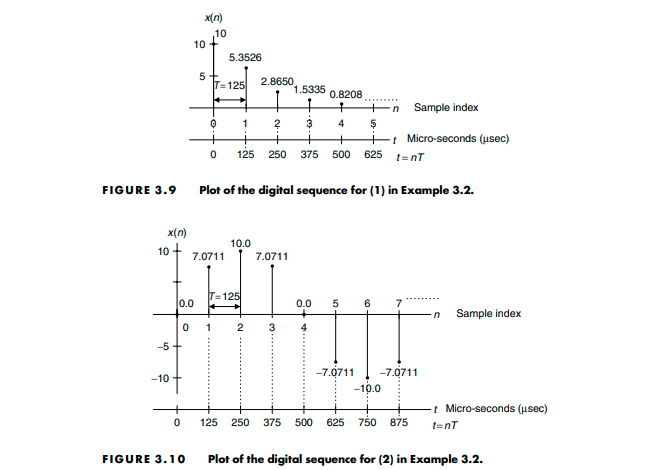 x(n)
10
10
5.3526
5
T=125
2.8650
1.5335
0.8208
n Sample index
0 1 2 3 4 5
t Micro-seconds (μsec)
0 125 250 375 500 625 t=nT
FIGURE 3.9 Plot of the digital sequence for (1) in Example 3.2.
x(n)
10.0
10
7.0711 7.0711
T=125
0.0 0.0 5 6 7
n Sample index
0 1 2 3 4
−5
−7.0711 −7.0711
−10
−10.0
t Micro-seconds (μsec)
0 125 250 375 500 625 750 875 t=nT
FIGURE 3.10 Plot of the digital sequence for (2) in Example 3.2.